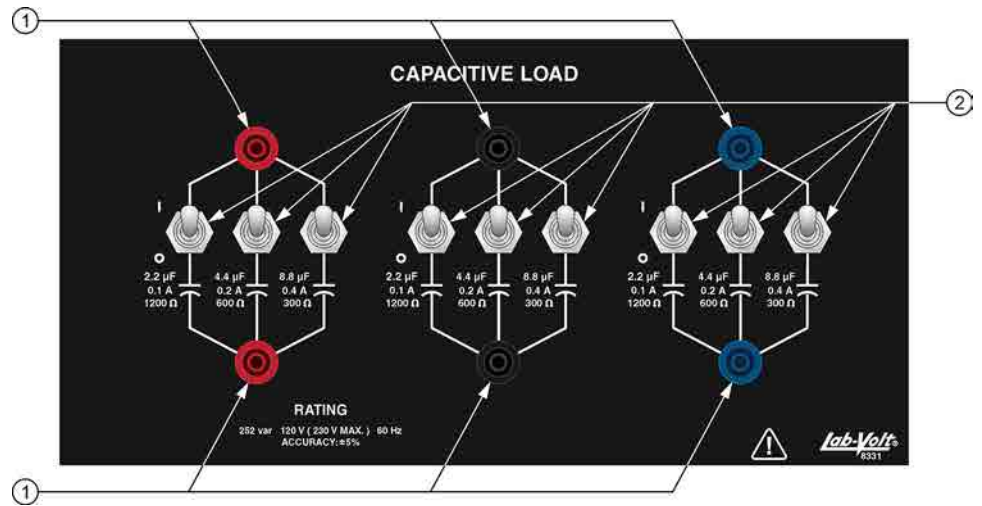 1
CAPACITIVE LOAD
2
I I I
O O O
2.2 µF 4.4 µF 8.8 µF 2.2 µF 4.4 µF 8.8 µF 2.2 µF 4.4 µF 8.8 µF
0.1 A 0.2 A 0.4 A 0.1 A 0.2 A 0.4 A 0.1 A 0.2 A 0.4 A
1200 Ω 600 Ω 300 Ω 1200 Ω 600 Ω 300 Ω 1200 Ω 600 Ω 300 Ω
RATING
252 var 120 V ( 230 V MAX. ) 60 Hz
ACCURACY: ±5%
!
Lab-Volt®
8331
1